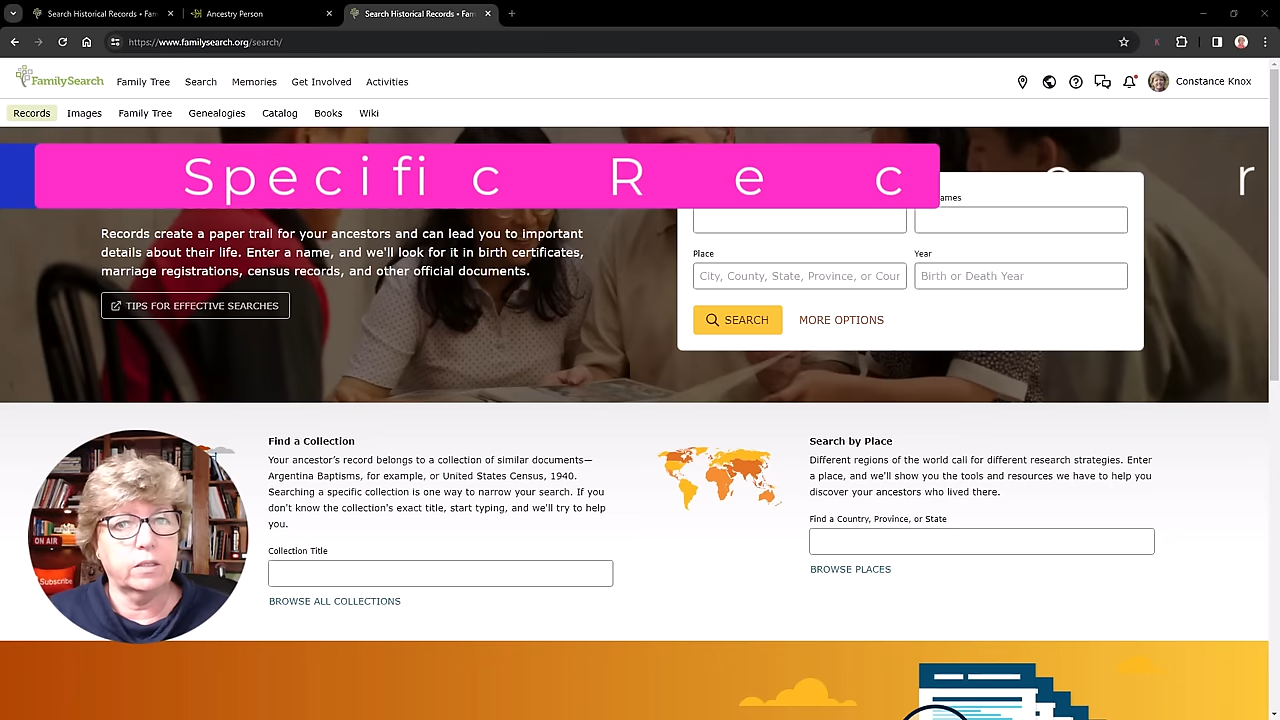 Search Historical Records • Fam
Ancestry Person
Search Historical Records • Fam
https://www.familysearch.org/search/
FamilySearch
Family Tree
Search
Memories
Get Involved
Activities
Constance Knox
Records
Images
Family Tree
Genealogies
Catalog
Books
Wiki
Specific Recor
ames
Records create a paper trail for your ancestors and can lead you to important
details about their life. Enter a name, and we'll look for it in birth certificates,
marriage registrations, census records, and other official documents.
TIPS FOR EFFECTIVE SEARCHES
Place
Year
City, County, State, Province, or Cour
Birth or Death Year
SEARCH
MORE OPTIONS
Find a Collection
Your ancestor's record belongs to a collection of similar documents—
Argentina Baptisms, for example, or United States Census, 1940.
Searching a specific collection is one way to narrow your search. If you
don't know the collection's exact title, start typing, and we'll try to help
you.
Collection Title
BROWSE ALL COLLECTIONS
Search by Place
Different regions of the world call for different research strategies. Enter
a place, and we'll show you the tools and resources we have to help you
discover your ancestors who lived there.
Find a Country, Province, or State
BROWSE PLACES
ON AIR
Subscribe